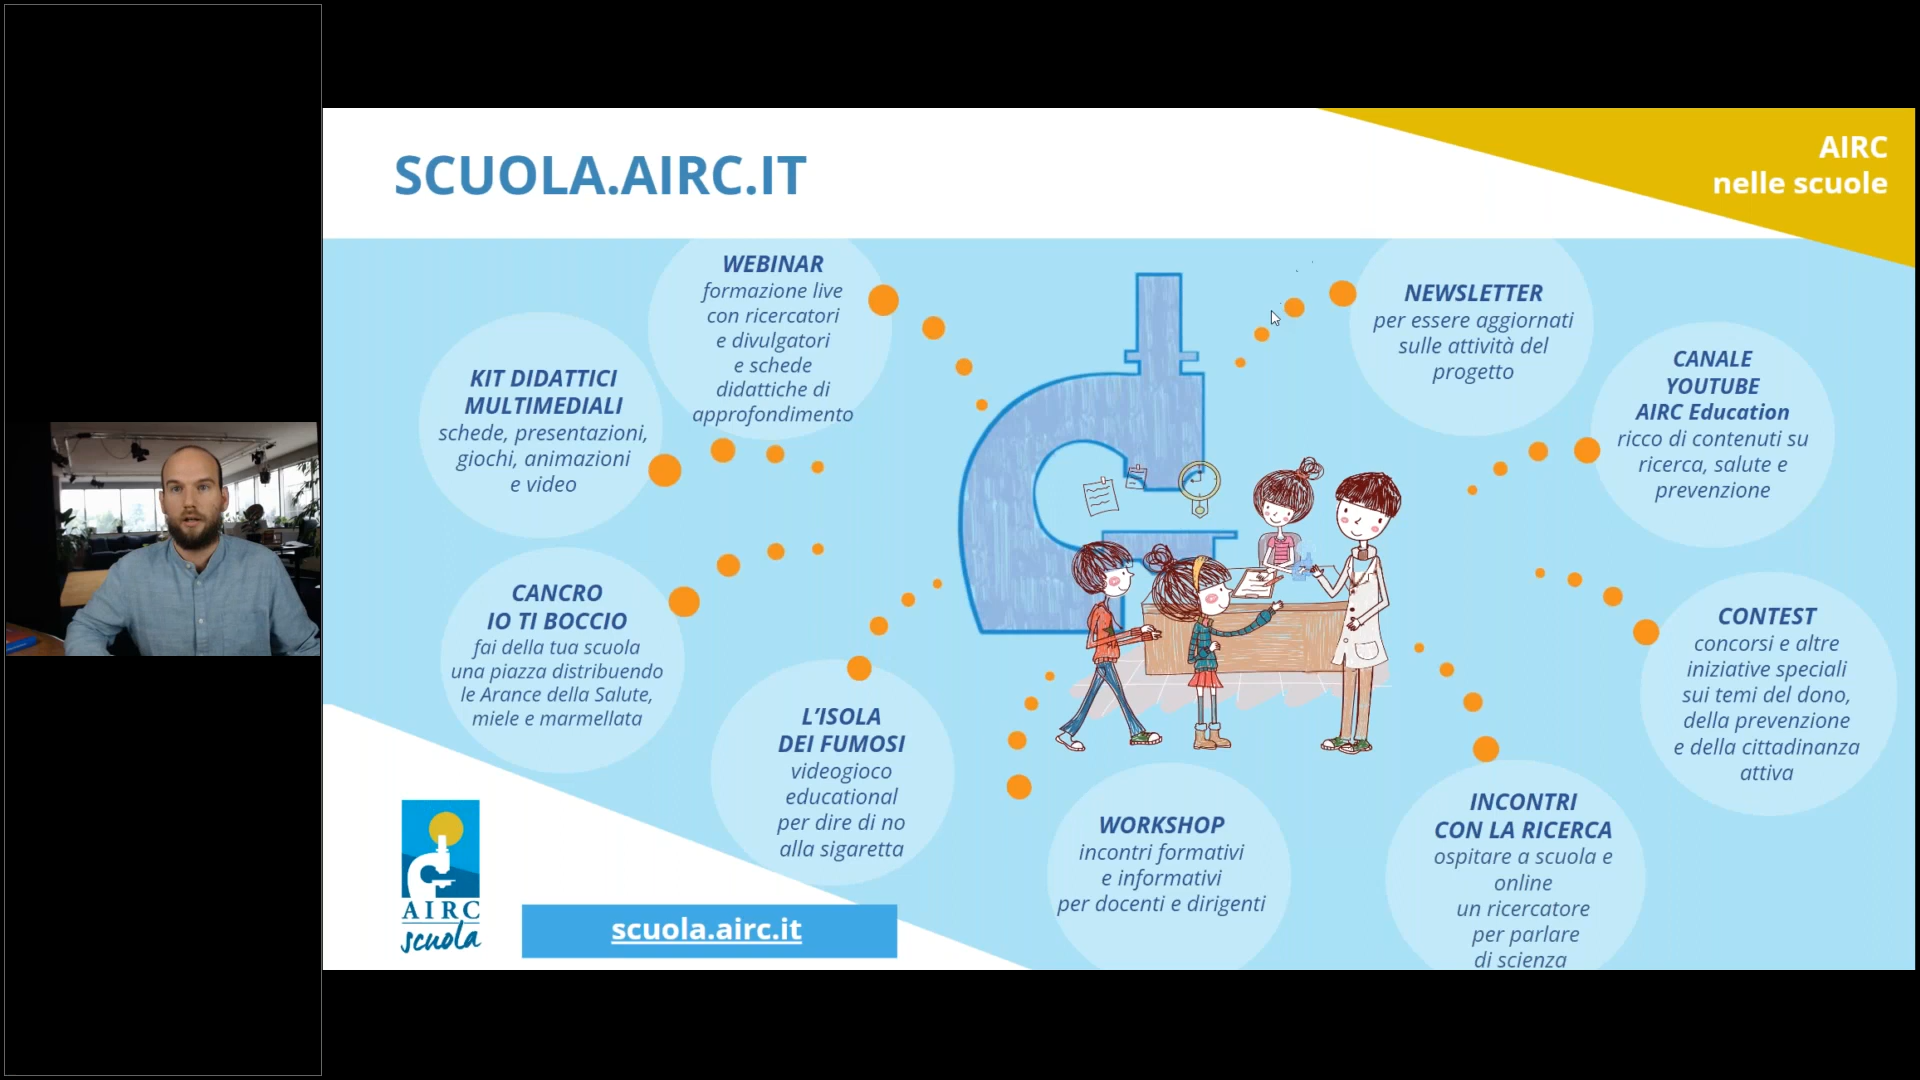 SCUOLA.AIRC.IT
AIRC
nelle scuole
WEBINAR
formazione live
con ricercatori
e divulgatori
e schede
didattiche di
approfondimento
NEWSLETTER
per essere aggiornati
sulle attività del
progetto
KIT DIDATTICI
MULTIMEDIALI
schede, presentazioni,
giochi, animazioni
e video
CANALE
YOUTUBE
AIRC Education
ricco di contenuti su
ricerca, salute e
prevenzione
CANCRO
IO TI BOCCIO
fai della tua scuola
una piazza distribuendo
le Arance della Salute,
miele e marmellata
CONTEST
concorsi e altre
iniziative speciali
sui temi del dono,
della prevenzione
e della cittadinanza
attiva
L’ISOLA
DEI FUMOSI
videogioco
educational
per dire di no
alla sigaretta
WORKSHOP
incontri formativi
e informativi
per docenti e dirigenti
INCONTRI
CON LA RICERCA
ospitare a scuola e
online
un ricercatore
per parlare
di scienza
AIRC
scuola
scuola.airc.it